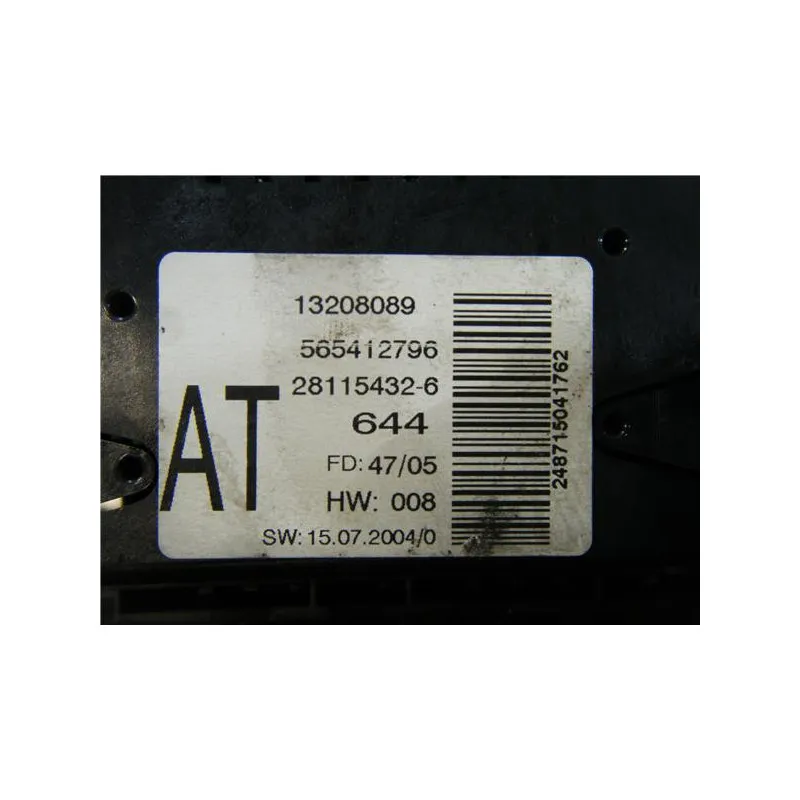 13208089
565412796
28115432-6
AT
644
FD: 47/05
HW: 008
SW: 15.07.2004/0
248715041762